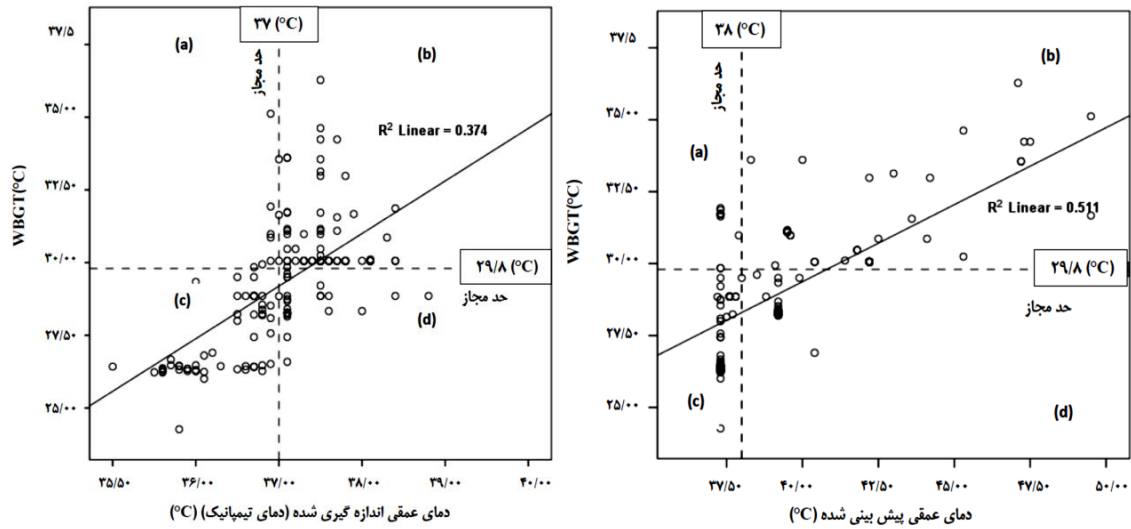 ۳۷ (°C)
(a)
(b)
حد مجاز
R² Linear = 0.374
۳۷/۵
۳۵/۰۰
۳۲/۵۰
۳۰/۰۰
۲۷/۵۰
۲۵/۰۰
WBGT(°C)
۲۹/۸ (°C)
حد مجاز
(c)
(d)
۳۵/۵۰
۳۶/۰۰
۳۷/۰۰
۳۸/۰۰
۳۹/۰۰
۴۰/۰۰
دمای عمقی اندازه گیری شده (دمای تیمپانیک) (°C)
۳۸ (°C)
حد مجاز
(a)
(b)
R² Linear = 0.511
۳۷/۵
۳۵/۰۰
۳۲/۵۰
۳۰/۰۰
۲۷/۵۰
۲۵/۰۰
WBGT(°C)
۲۹/۸ (°C)
حد مجاز
(c)
(d)
۳۷/۵۰
۴۰/۰۰
۴۲/۵۰
۴۵/۰۰
۴۷/۵۰
۵۰/۰۰
دمای عمقی پیش بینی شده (°C)